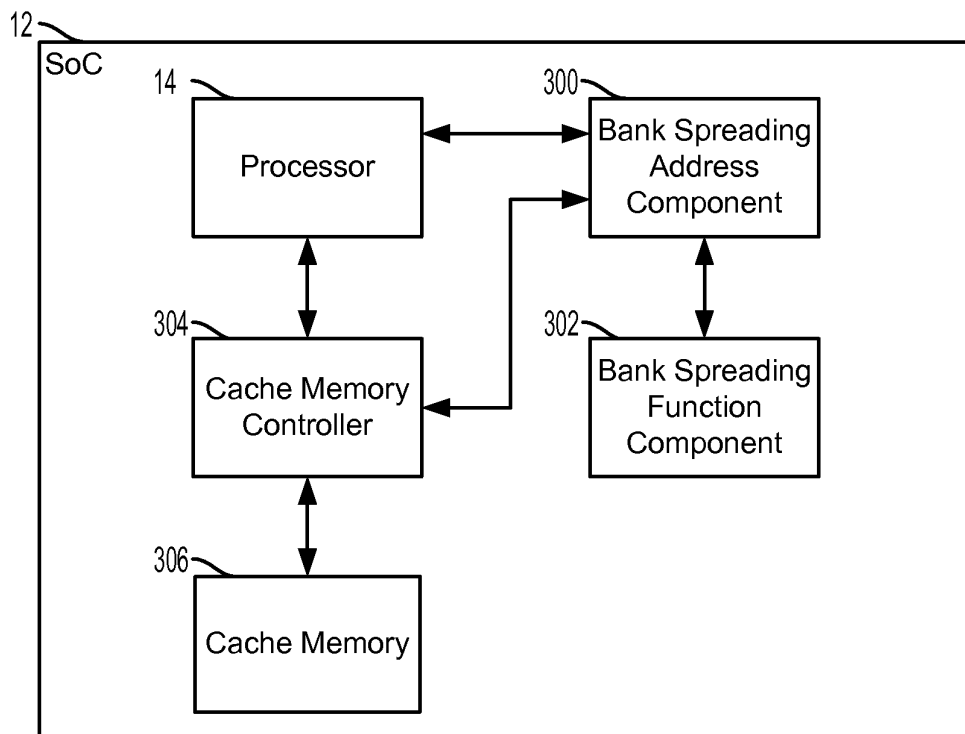 12
SoC
14
Processor
300
Bank Spreading
Address
Component
304
Cache Memory
Controller
302
Bank Spreading
Function
Component
306
Cache Memory